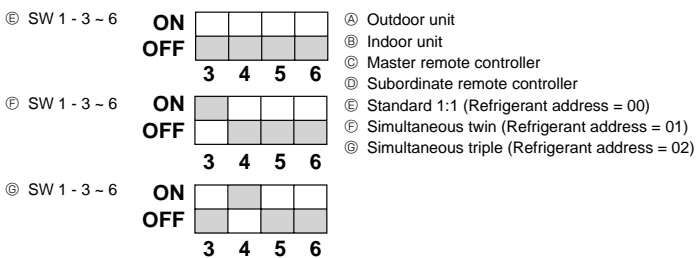 Ⓔ SW 1 - 3 ~ 6
ON
OFF
3 4 5 6
Ⓕ SW 1 - 3 ~ 6
ON
OFF
3 4 5 6
Ⓖ SW 1 - 3 ~ 6
ON
OFF
3 4 5 6
Ⓐ Outdoor unit
Ⓑ Indoor unit
Ⓒ Master remote controller
Ⓓ Subordinate remote controller
Ⓔ Standard 1:1 (Refrigerant address = 00)
Ⓕ Simultaneous twin (Refrigerant address = 01)
Ⓖ Simultaneous triple (Refrigerant address = 02)